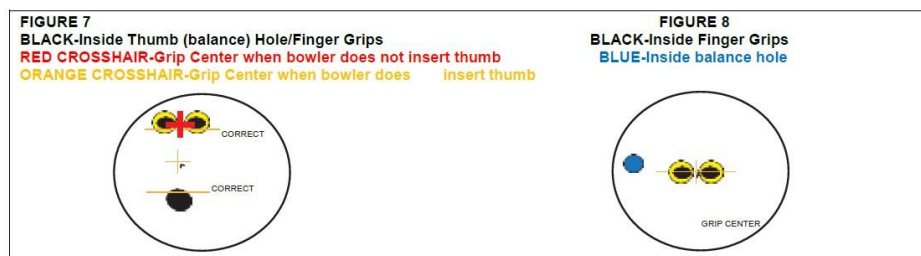 FIGURE 7
BLACK-Inside Thumb (balance) Hole/Finger Grips
RED CROSSHAIR-Grip Center when bowler does not insert thumb
ORANGE CROSSHAIR-Grip Center when bowler does insert thumb
CORRECT
CORRECT
FIGURE 8
BLACK-Inside Finger Grips
BLUE-Inside balance hole
GRIP CENTER